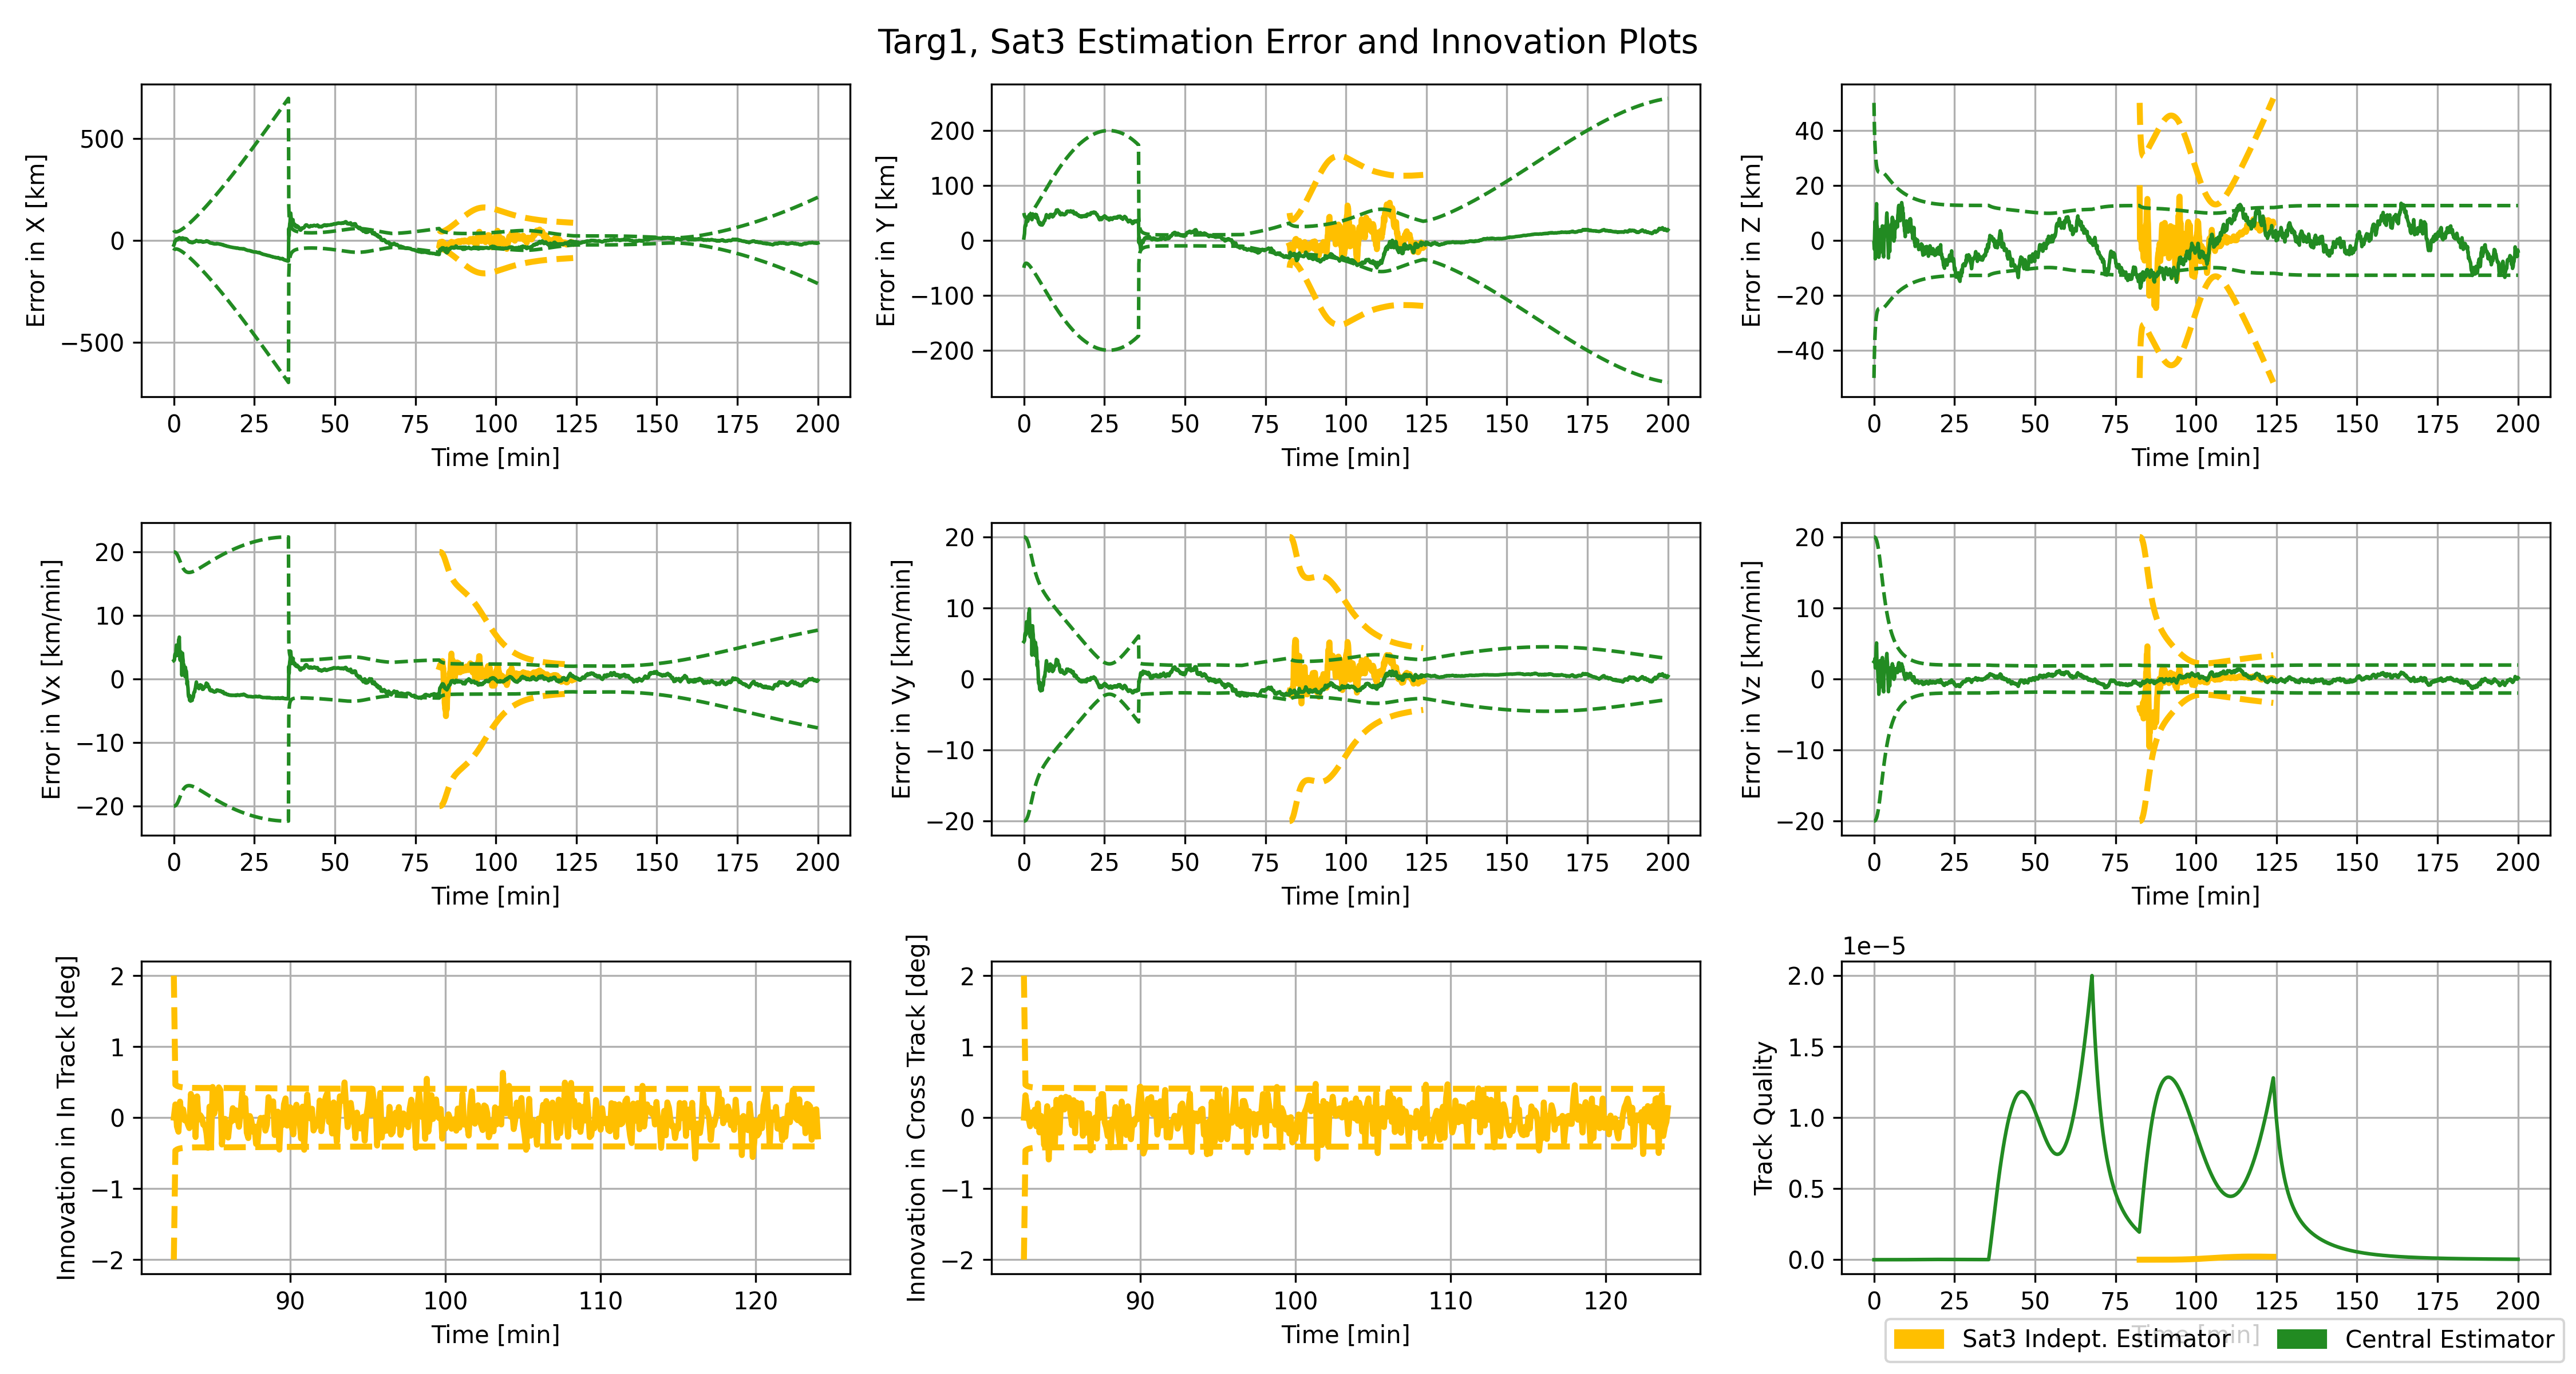 Targ1, Sat3 Estimation Error and Innovation Plots
Error in X [km]
500
0
−500
0 25 50 75 100 125 150 175 200
Time [min]
Error in Y [km]
200
100
0
−100
−200
0 25 50 75 100 125 150 175 200
Time [min]
Error in Z [km]
40
20
0
−20
−40
0 25 50 75 100 125 150 175 200
Time [min]
Error in Vx [km/min]
20
10
0
−10
−20
0 25 50 75 100 125 150 175 200
Time [min]
Error in Vy [km/min]
20
10
0
−10
−20
0 25 50 75 100 125 150 175 200
Time [min]
Error in Vz [km/min]
20
10
0
−10
−20
0 25 50 75 100 125 150 175 200
Time [min]
Innovation in In Track [deg]
2
1
0
−1
−2
90 100 110 120
Time [min]
Innovation in Cross Track [deg]
2
1
0
−1
−2
90 100 110 120
Time [min]
1e−5
Track Quality
2.0
1.5
1.0
0.5
0.0
0 25 50 75 100 125 150 175 200
Time [min]
Sat3 Indept. Estimator
Central Estimator